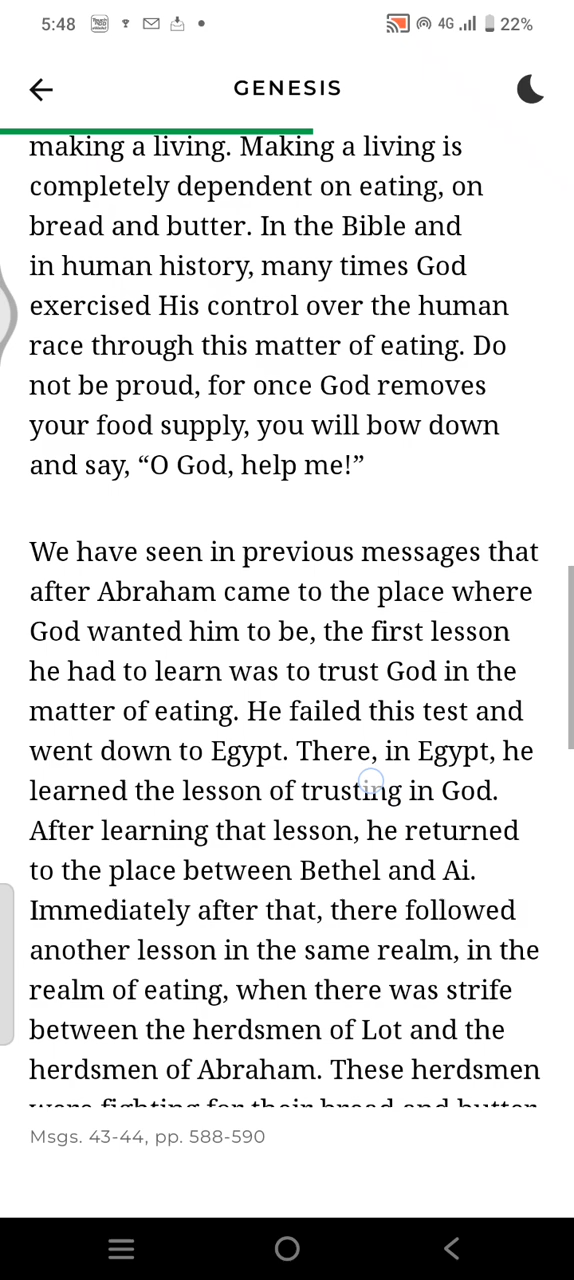 5:48
4G
22%
GENESIS
making a living. Making a living is
completely dependent on eating, on
bread and butter. In the Bible and
in human history, many times God
exercised His control over the human
race through this matter of eating. Do
not be proud, for once God removes
your food supply, you will bow down
and say, “O God, help me!”
We have seen in previous messages that
after Abraham came to the place where
God wanted him to be, the first lesson
he had to learn was to trust God in the
matter of eating. He failed this test and
went down to Egypt. There, in Egypt, he
learned the lesson of trusting in God.
After learning that lesson, he returned
to the place between Bethel and Ai.
Immediately after that, there followed
another lesson in the same realm, in the
realm of eating, when there was strife
between the herdsmen of Lot and the
herdsmen of Abraham. These herdsmen
were fighting for their bread and butter
Msgs. 43-44, pp. 588-590